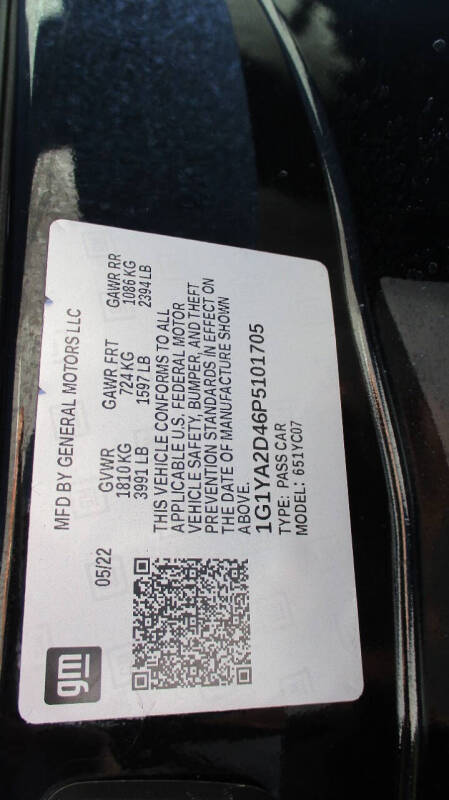 gm
05/22
MFD BY GENERAL MOTORS LLC
GVWR GAWR FRT GAWR RR
1810 KG 724 KG 1086 KG
3991 LB 1597 LB 2394 LB
THIS VEHICLE CONFORMS TO ALL
APPLICABLE U.S. FEDERAL MOTOR
VEHICLE SAFETY, BUMPER, AND THEFT
PREVENTION STANDARDS IN EFFECT ON
THE DATE OF MANUFACTURE SHOWN
ABOVE.
1G1YA2D46P5101705
TYPE: PASS CAR
MODEL: 651YC07